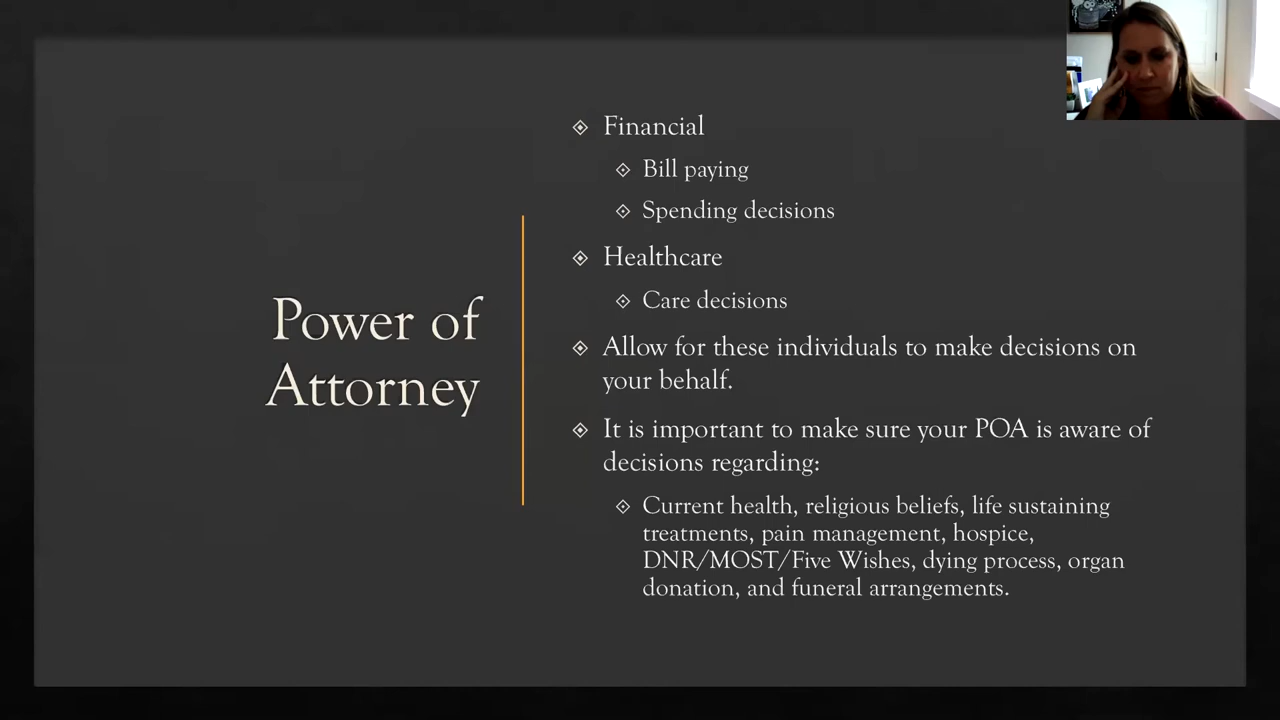 Power of
Attorney
Financial
Bill paying
Spending decisions
Healthcare
Care decisions
Allow for these individuals to make decisions on
your behalf.
It is important to make sure your POA is aware of
decisions regarding:
Current health, religious beliefs, life sustaining
treatments, pain management, hospice,
DNR/MOST/Five Wishes, dying process, organ
donation, and funeral arrangements.